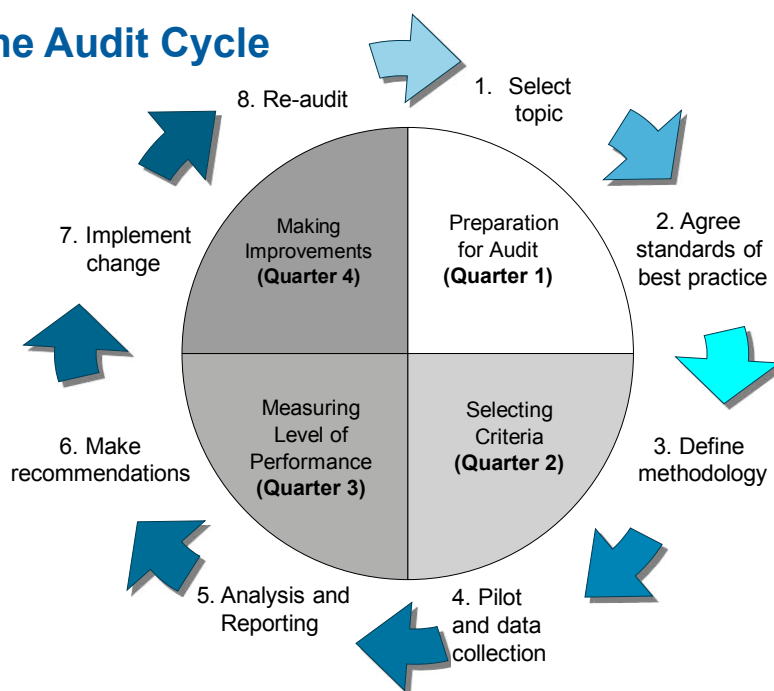 ne Audit Cycle
8. Re-audit
1. Select
topic
2. Agree
standards of
best practice
3. Define
methodology
4. Pilot
and data
collection
5. Analysis and
Reporting
6. Make
recommendations
7. Implement
change
Making
Improvements
(Quarter 4)
Preparation
for Audit
(Quarter 1)
Measuring
Level of
Performance
(Quarter 3)
Selecting
Criteria
(Quarter 2)